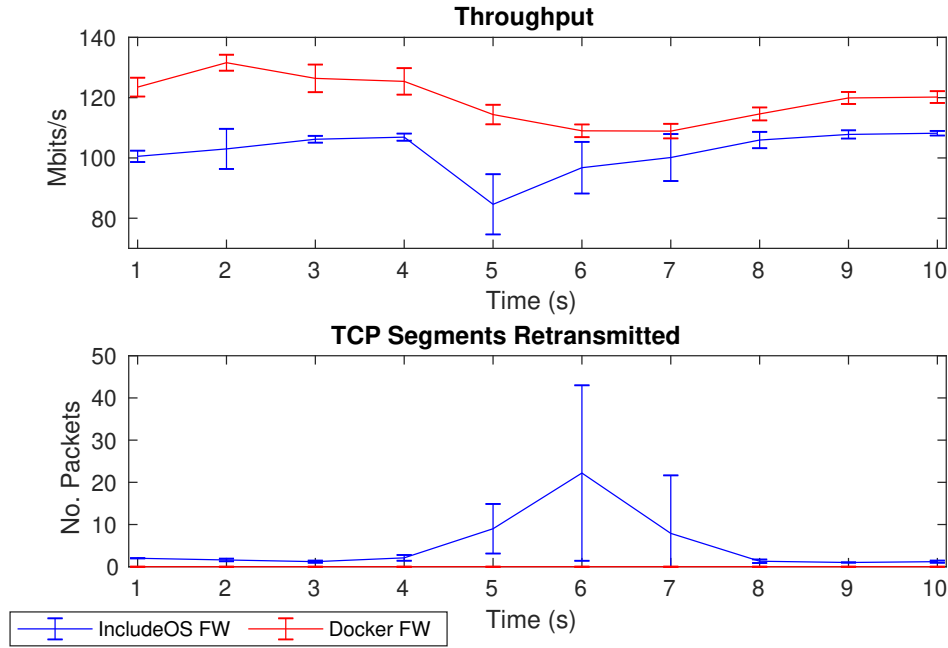 Throughput
140
120
100
80
Mbits/s
1 2 3 4 5 6 7 8 9 10
Time (s)
TCP Segments Retransmitted
50
40
30
20
10
0
No. Packets
1 2 3 4 5 6 7 8 9 10
Time (s)
IncludeOS FW Docker FW